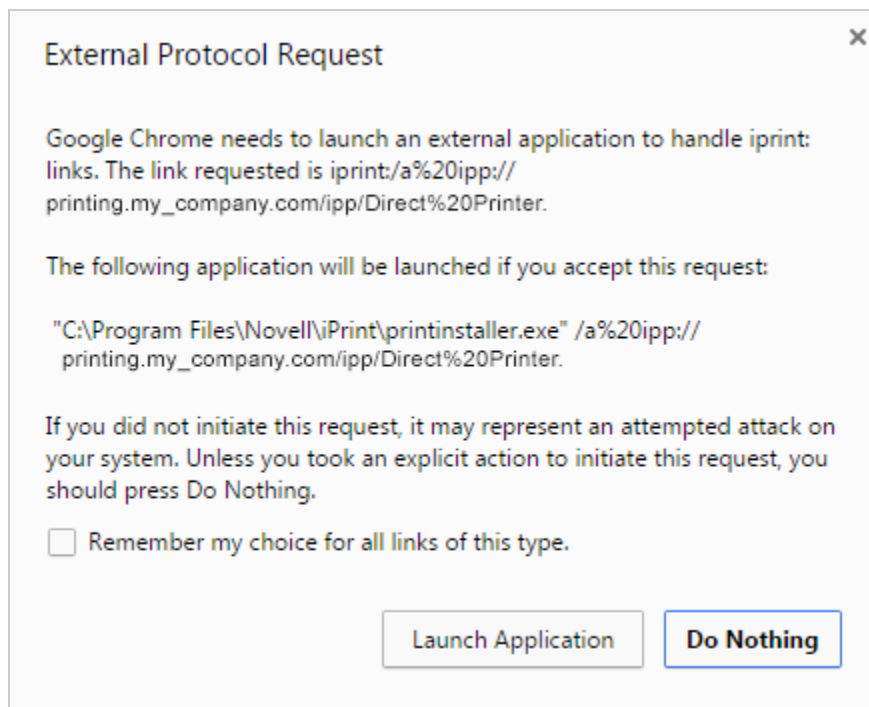 External Protocol Request
Google Chrome needs to launch an external application to handle iprint:
links. The link requested is iprint:/a%20ipp://
printing.my_company.com/ipp/Direct%20Printer.
The following application will be launched if you accept this request:
"C:\Program Files\Novell\iPrint\printinstaller.exe" /a%20ipp://
printing.my_company.com/ipp/Direct%20Printer.
If you did not initiate this request, it may represent an attempted attack on
your system. Unless you took an explicit action to initiate this request, you
should press Do Nothing.
Remember my choice for all links of this type.
Launch Application
Do Nothing